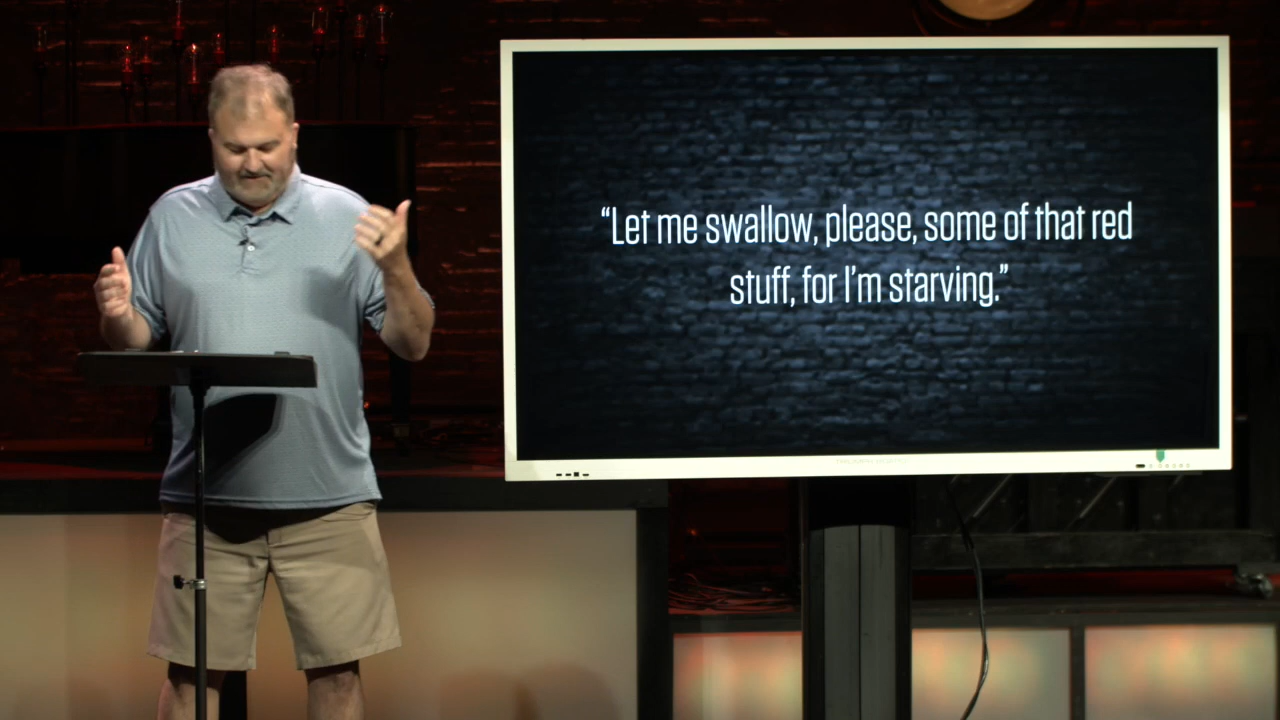 “Let me swallow, please, some of that red
stuff, for I’m starving.”